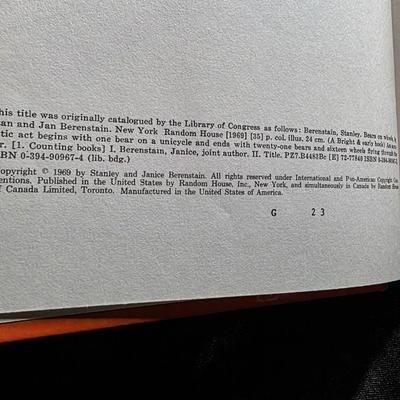 his title was originally catalogued by the Library of Congress as follows: Berenstain, Stanley. Bears on wheels, b
an and Jan Berenstain. New York Random House [1969] [35] p. col. illus. 24 cm. (A Bright & early book) An acro
tic act begins with one bear on a unicycle and ends with twenty-one bears and sixteen wheels flying through the
r. [1. Counting books] I. Berenstain, Janice, joint author. II. Title. PZ7.B4483Be [E] 72-77840 ISBN
BN 0-394-90967-4 (lib. bdg.)
opyright © 1969 by Stanley and Janice Berenstain. All rights reserved under International and Pan-American Copyright Con
entions. Published in the United States by Random House, Inc., New York, and simultaneously in Canada by Random House
f Canada Limited, Toronto. Manufactured in the United States of America.
G 2 3